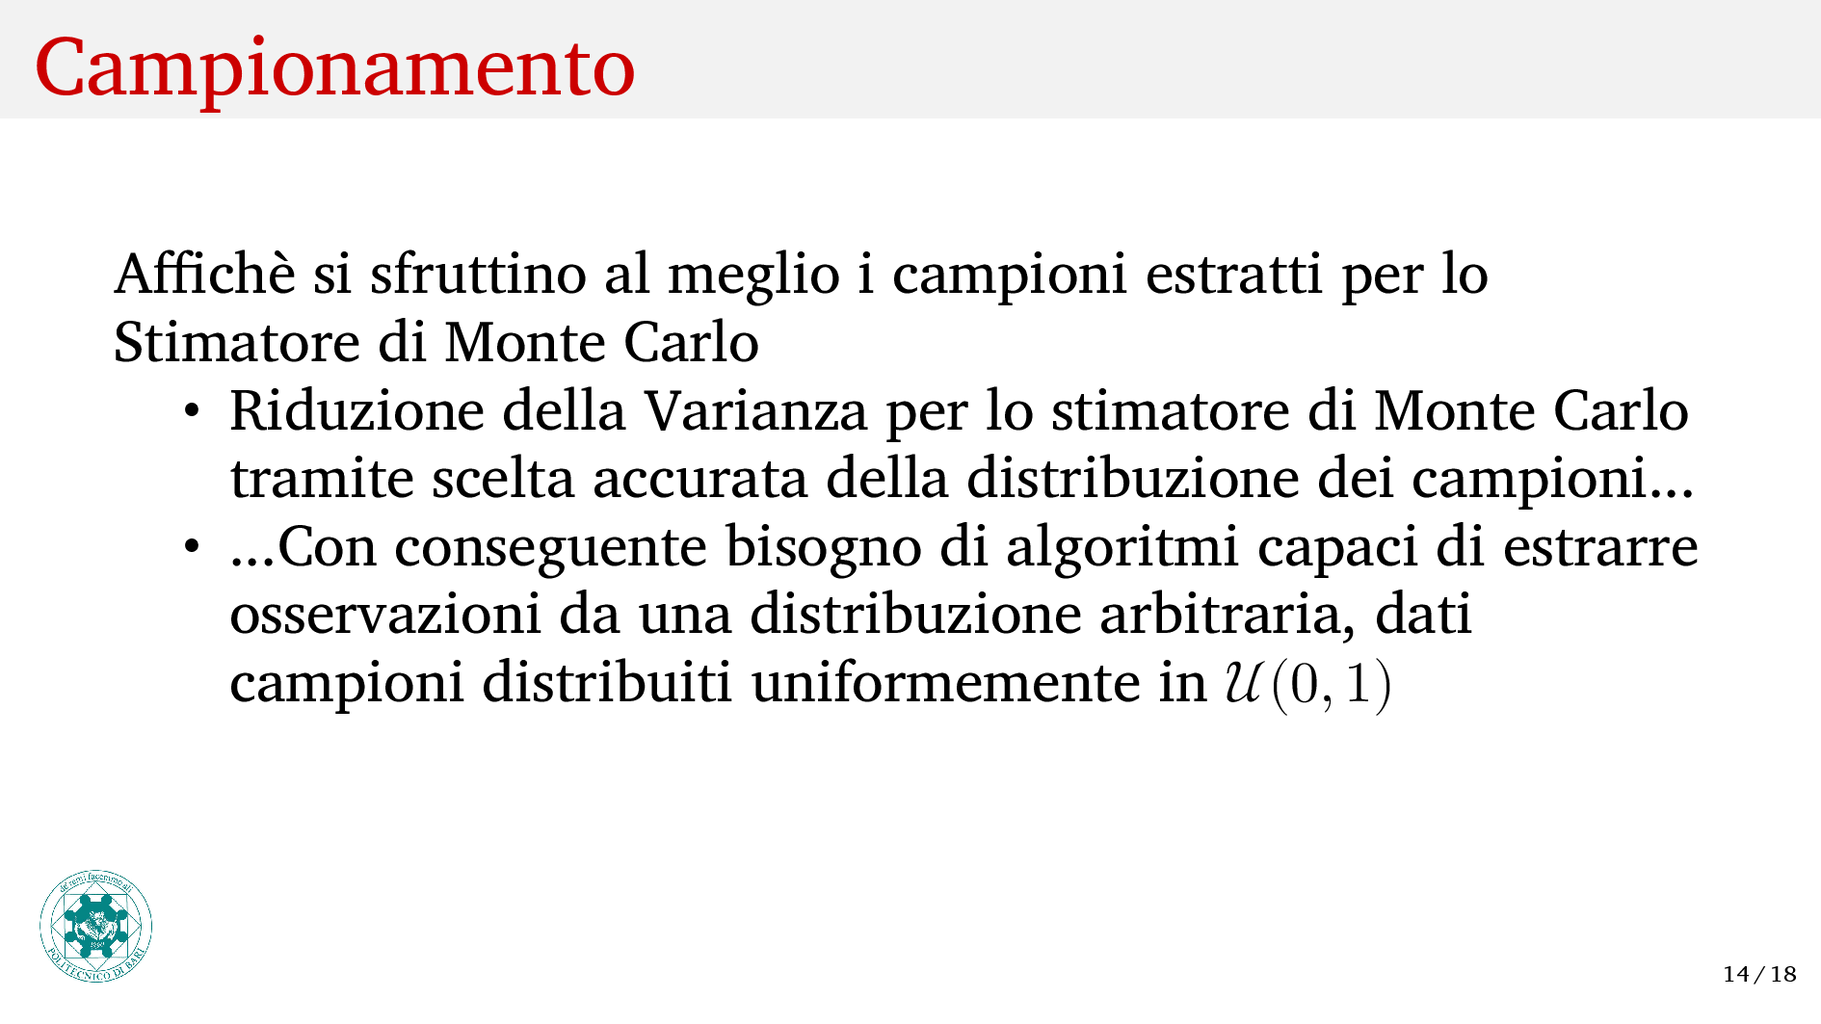 Campionamento
Affichè si sfruttino al meglio i campioni estratti per lo
Stimatore di Monte Carlo
• Riduzione della Varianza per lo stimatore di Monte Carlo
tramite scelta accurata della distribuzione dei campioni...
• ...Con conseguente bisogno di algoritmi capaci di estrarre
osservazioni da una distribuzione arbitraria, dati
campioni distribuiti uniformemente in 𝒰(0, 1)
POLITECNICO DI BARI
14 / 18